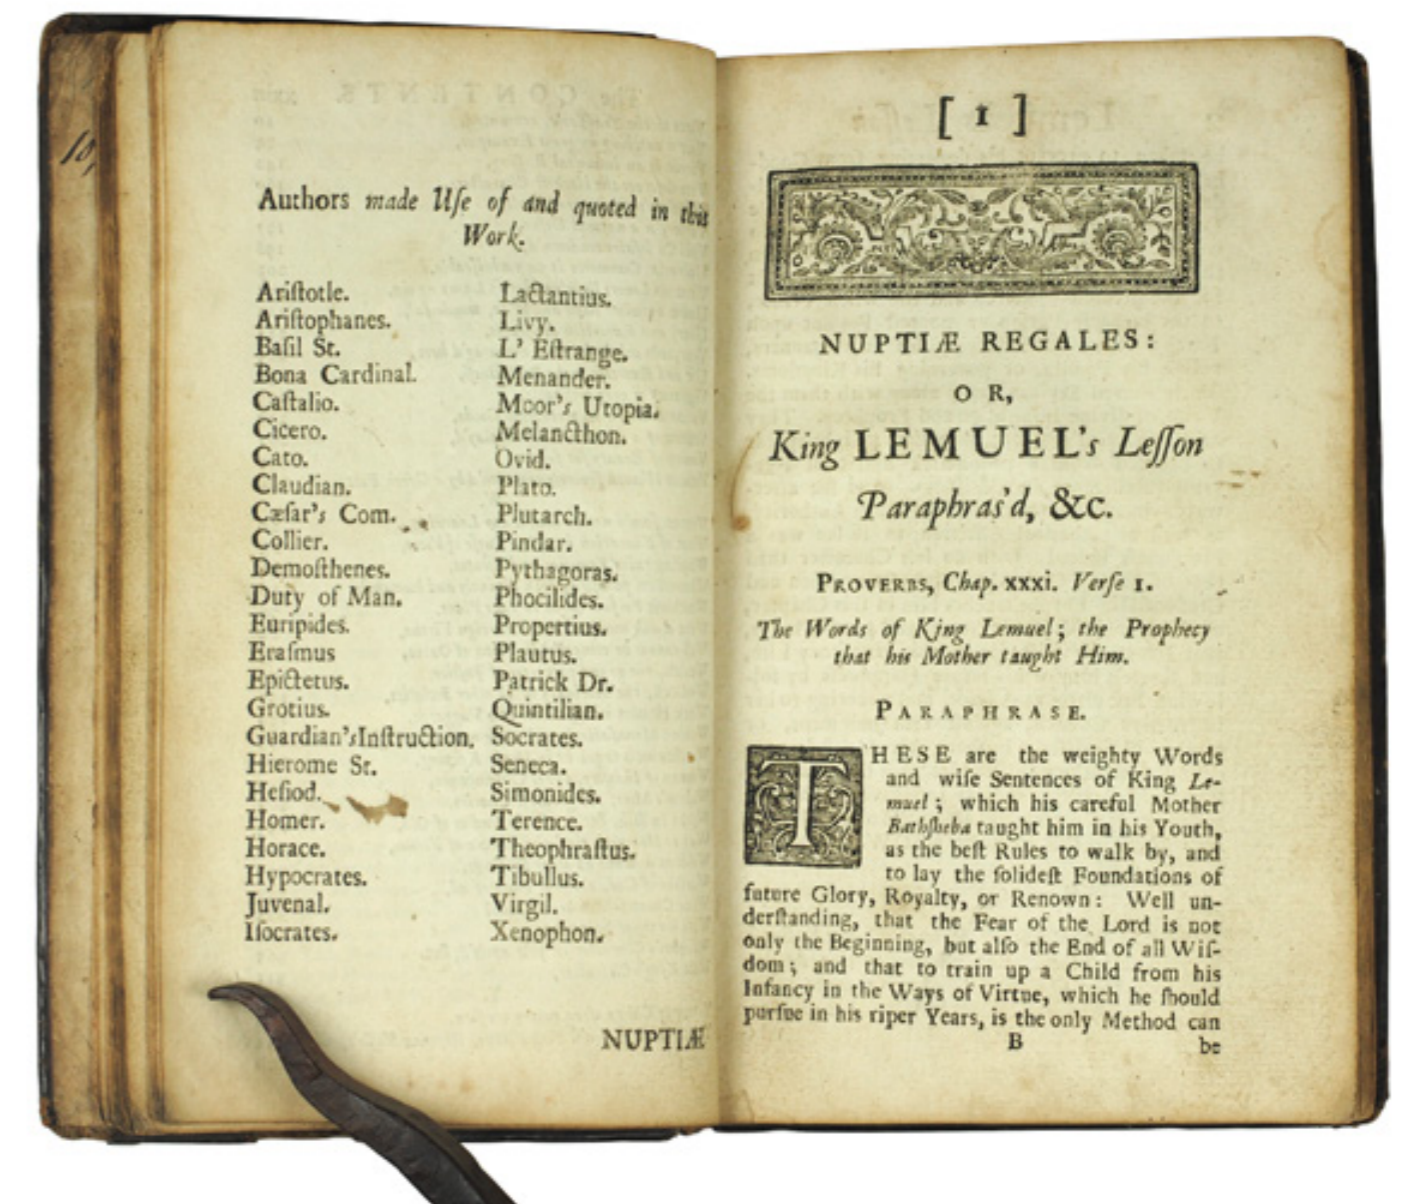 10,
Authors made Uſe of and quoted in this
Work.
Ariſtotle.
Ariſtophanes.
Baſil St.
Bona Cardinal.
Caſtalio.
Cicero.
Cato.
Claudian.
Cæſar's Com.
Collier.
Demoſthenes.
Duty of Man.
Euripides.
Eraſmus
Epictetus.
Grotius.
Guardian's Inſtruction.
Hierome St.
Heſiod.
Homer.
Horace.
Hypocrates.
Juvenal.
Iſocrates.
Lactantius.
Livy.
L' Eſtrange.
Menander.
Moor's Utopia.
Melancthon.
Ovid.
Plato.
Plutarch.
Pindar.
Pythagoras.
Phocilides.
Propertius.
Plautus.
Patrick Dr.
Quintilian.
Socrates.
Seneca.
Simonides.
Terence.
Theophraſtus.
Tibullus.
Virgil.
Xenophon.
NUPTIÆ
[ 1 ]
NUPTIÆ REGALES:
OR,
King LEMUEL's Leſſon
Paraphras'd, &c.
PROVERBS, Chap. xxxi. Verſe 1.
The Words of King Lemuel; the Prophecy
that his Mother taught Him.
PARAPHRASE.
THESE are the weighty Words
and wiſe Sentences of King Le-
muel; which his careful Mother
Bathſheba taught him in his Youth,
as the beſt Rules to walk by, and
to lay the ſolideſt Foundations of
future Glory, Royalty, or Renown: Well un-
derſtanding, that the Fear of the Lord is not
only the Beginning, but alſo the End of all Wiſ-
dom; and that to train up a Child from his
Infancy in the Ways of Virtue, which he ſhould
purſue in his riper Years, is the only Method can
B
be